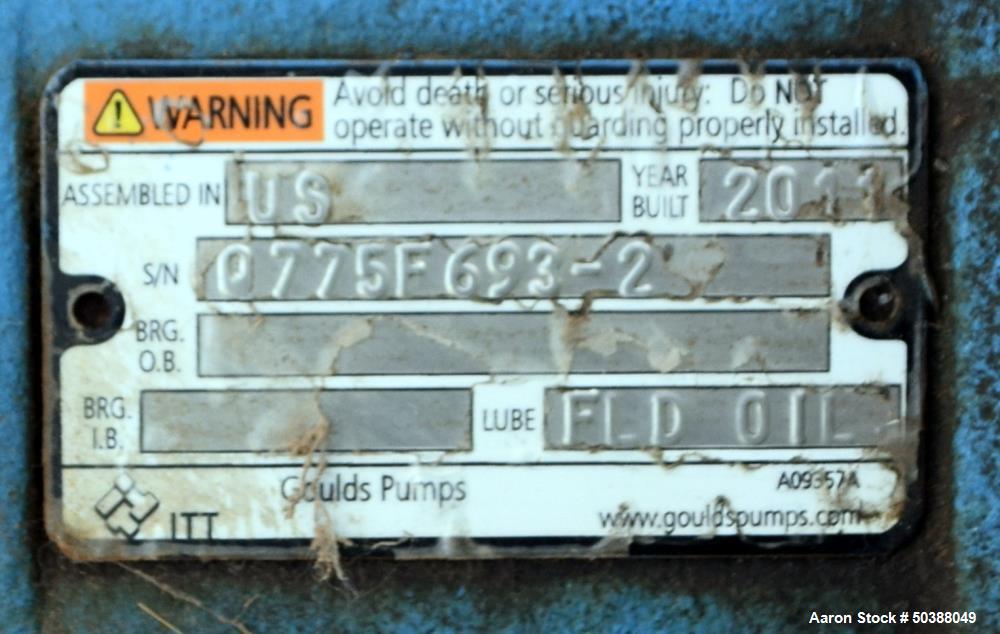 WARNING Avoid death or serious injury: Do NOT
operate without guarding properly installed.
ASSEMBLED IN US YEAR BUILT 2011
S/N 0775F693-2
BRG. O.B.
BRG. I.B. LUBE FLD OIL
Goulds Pumps A09357A
ITT www.gouldspumps.com
Aaron Stock # 50388049